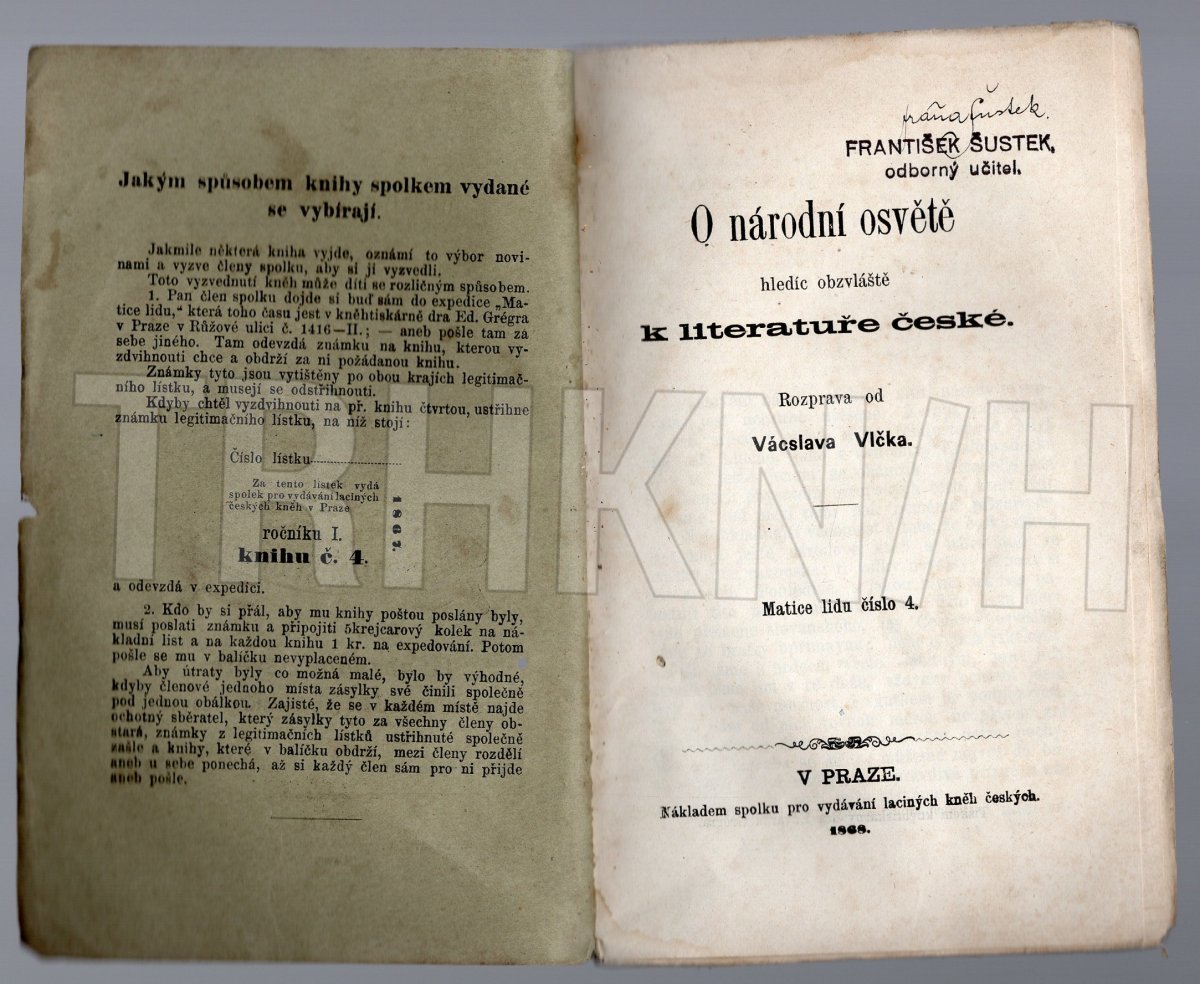 Jakým spůsobem knihy spolkem vydané
se vybírají.
Jakmile některá kniha vyjde, oznámí to výbor novi-
nami a vyzve členy spolku, aby si ji vyzvedli.
Toto vyzvednutí kněh může díti se rozličným spůsobem.
1. Pan člen spolku dojde si buď sám do expedice „Ma-
tice lidu,“ která toho času jest v kněhtiskárně dra Ed. Grégra
v Praze v Růžové ulici č. 1416—II.; — aneb pošle tam za
sebe jiného. Tam odevzdá známku na knihu, kterou vy-
zdvihnouti chce a obdrží za ni požádanou knihu.
Známky tyto jsou vytištěny po obou krajích legitimač-
ního lístku, a musejí se odstřihnouti.
Kdyby chtěl vyzdvihnouti na př. knihu čtvrtou, ustřihne
známku legitimačního lístku, na níž stojí:
Číslo lístku
Za tento lístek vydá
spolek pro vydávání laciných
českých kněh v Praze
ročníku I.
knihu č. 4.
1867.
a odevzdá v expedici.
2. Kdo by si přál, aby mu knihy poštou poslány byly,
musí poslati známku a připojiti 5krejcarový kolek na ná-
kladní list a na každou knihu 1 kr. na expedování. Potom
pošle se mu v balíčku nevyplaceném.
Aby útraty byly co možná malé, bylo by výhodné,
kdyby členové jednoho místa zásylky své činili společně
pod jednou obálkou. Zajisté, že se v každém místě najde
ochotný sběratel, který zásylky tyto za všechny členy ob-
stará, známky z legitimačních lístků ustřihnuté společně
zašle a knihy, které v balíčku obdrží, mezi členy rozdělí
aneb u sebe ponechá, až si každý člen sám pro ni přijde
aneb pošle.
fráňa Šustek.
FRANTIŠEK ŠUSTEK,
odborný učitel.
O národní osvětě
hledíc obzvláště
k literatuře české.
Rozprava od
Vácslava Vlčka.
Matice lidu číslo 4.
V PRAZE.
Nákladem spolku pro vydávání laciných kněh českých.
1868.
TRHKNIH